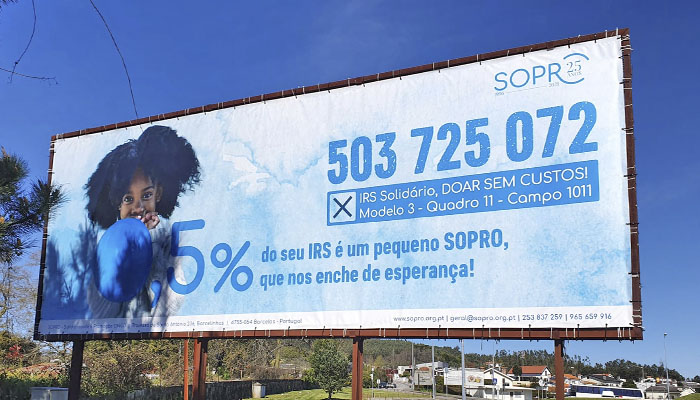 SOPRO
25
ANOS
503 725 072
X IRS Solidário, DOAR SEM CUSTOS!
Modelo 3 - Quadro 11 - Campo 1011
0,5%
do seu IRS é um pequeno SOPRO,
que nos enche de esperança!
Barcelinhos, | 4755-064 Barcelos - Portugal
www.sopro.org.pt | geral@sopro.org.pt | 253 837 259 | 965 659 916